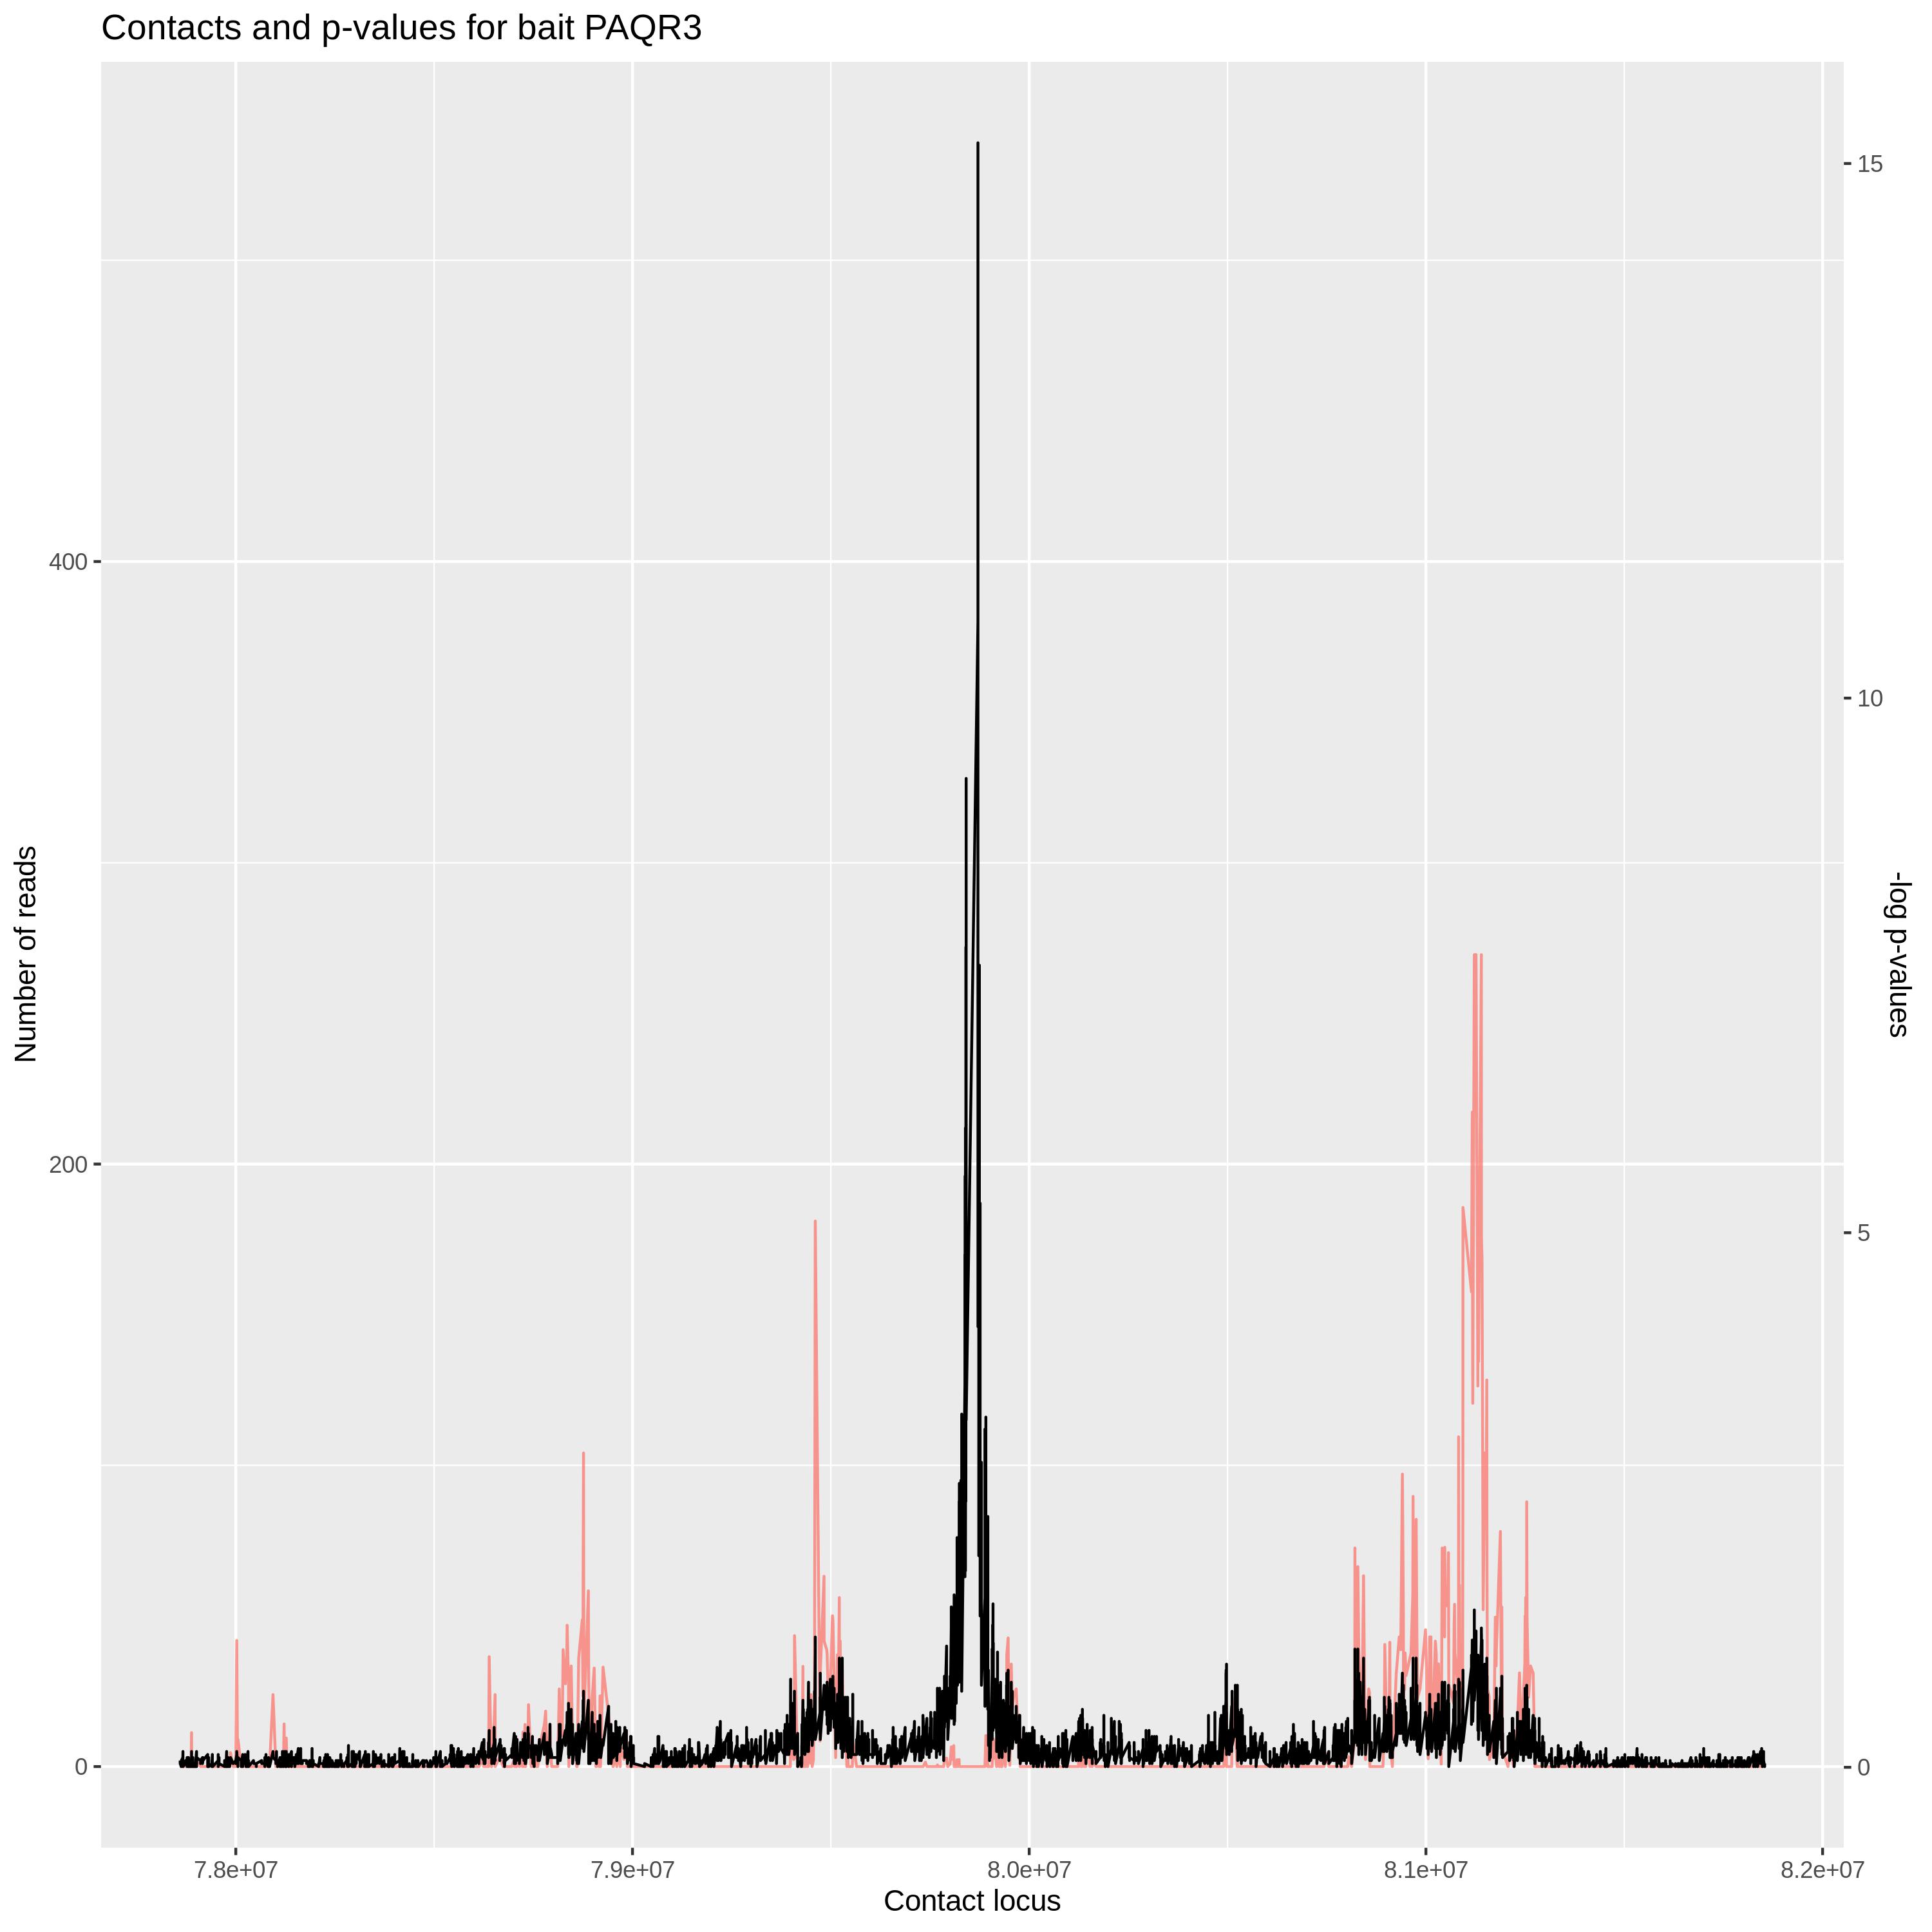 Contacts and p-values for bait PAQR3
Number of reads
400
200
0
15
10
5
0
-log p-values
7.8e+07
7.9e+07
8.0e+07
8.1e+07
8.2e+07
Contact locus